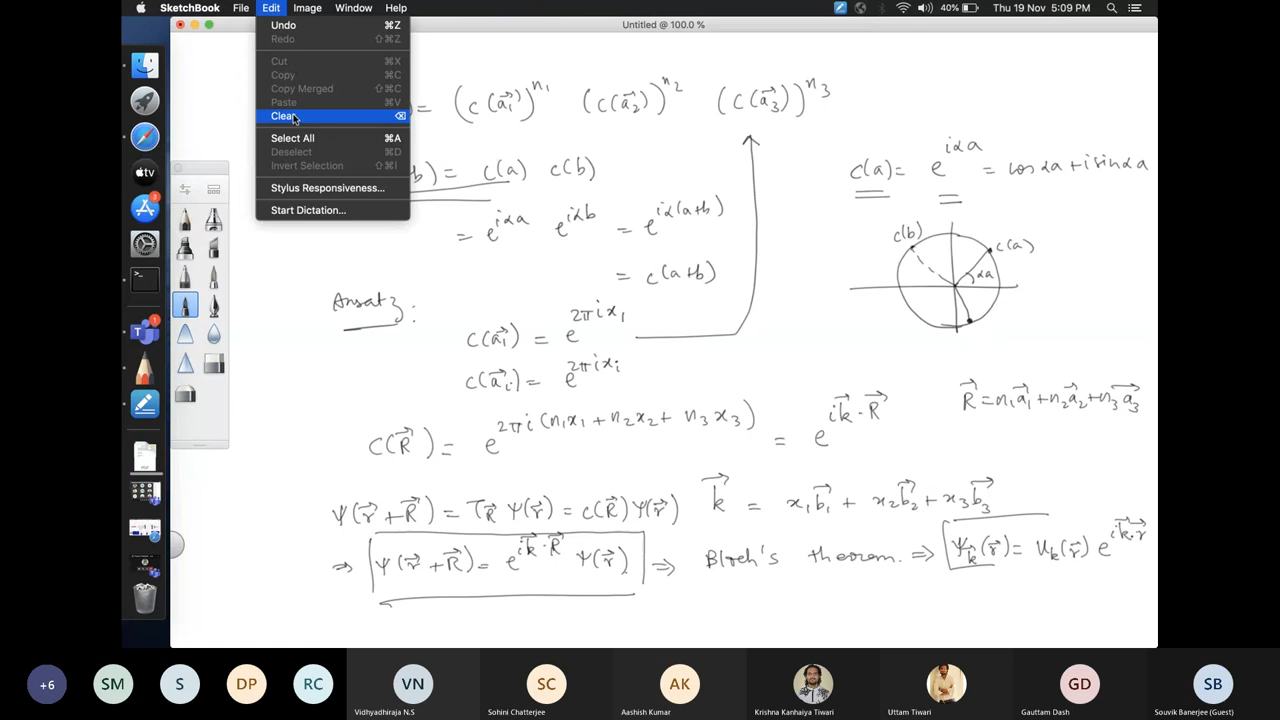 SketchBook File Edit Image Window Help 40% Thu 19 Nov 5:09 PM
Untitled @ 100.0 %
Undo ⌘Z
Redo ⇧⌘Z
Cut ⌘X
Copy ⌘C
Copy Merged ⇧⌘C
Paste ⌘V
Clear ⌫
Select All ⌘A
Deselect ⌘D
Invert Selection ⇧⌘I
Stylus Responsiveness...
Start Dictation...
= (c(a⃗₁))^n₁ (c(a⃗₂))^n₂ (c(a⃗₃))^n₃
b) = c(a) c(b)
= e^iαa e^iαb = e^iα(a+b)
= c(a+b)
c(a) = e^iαa = cos αa + i sin αa
c(b) c(a)
αa
Ansatz :
c(a⃗₁) = e^2πix₁
c(a⃗ᵢ) = e^2πixᵢ
R⃗ = n₁a⃗₁ + n₂a⃗₂ + n₃a⃗₃
c(R⃗) = e^2πi(n₁x₁ + n₂x₂ + n₃x₃) = e^ik⃗·R⃗
ψ(r⃗+R⃗) = T_R⃗ ψ(r⃗) = c(R⃗)ψ(r⃗) k⃗ = x₁b⃗₁ + x₂b⃗₂ + x₃b⃗₃
⇒ ψ(r⃗+R⃗) = e^ik⃗·R⃗ ψ(r⃗) ⇒ Bloch's theorem. ⇒ ψ_k⃗(r⃗) = u_k(r⃗) e^ik⃗·r⃗
tv
3
1
PDF
+6 SM S DP RC VN SC AK GD SB
Vidhyadhiraja N.S Sohini Chatterjee Aashish Kumar Krishna Kanhaiya Tiwari Uttam Tiwari Gauttam Dash Souvik Banerjee (Guest)